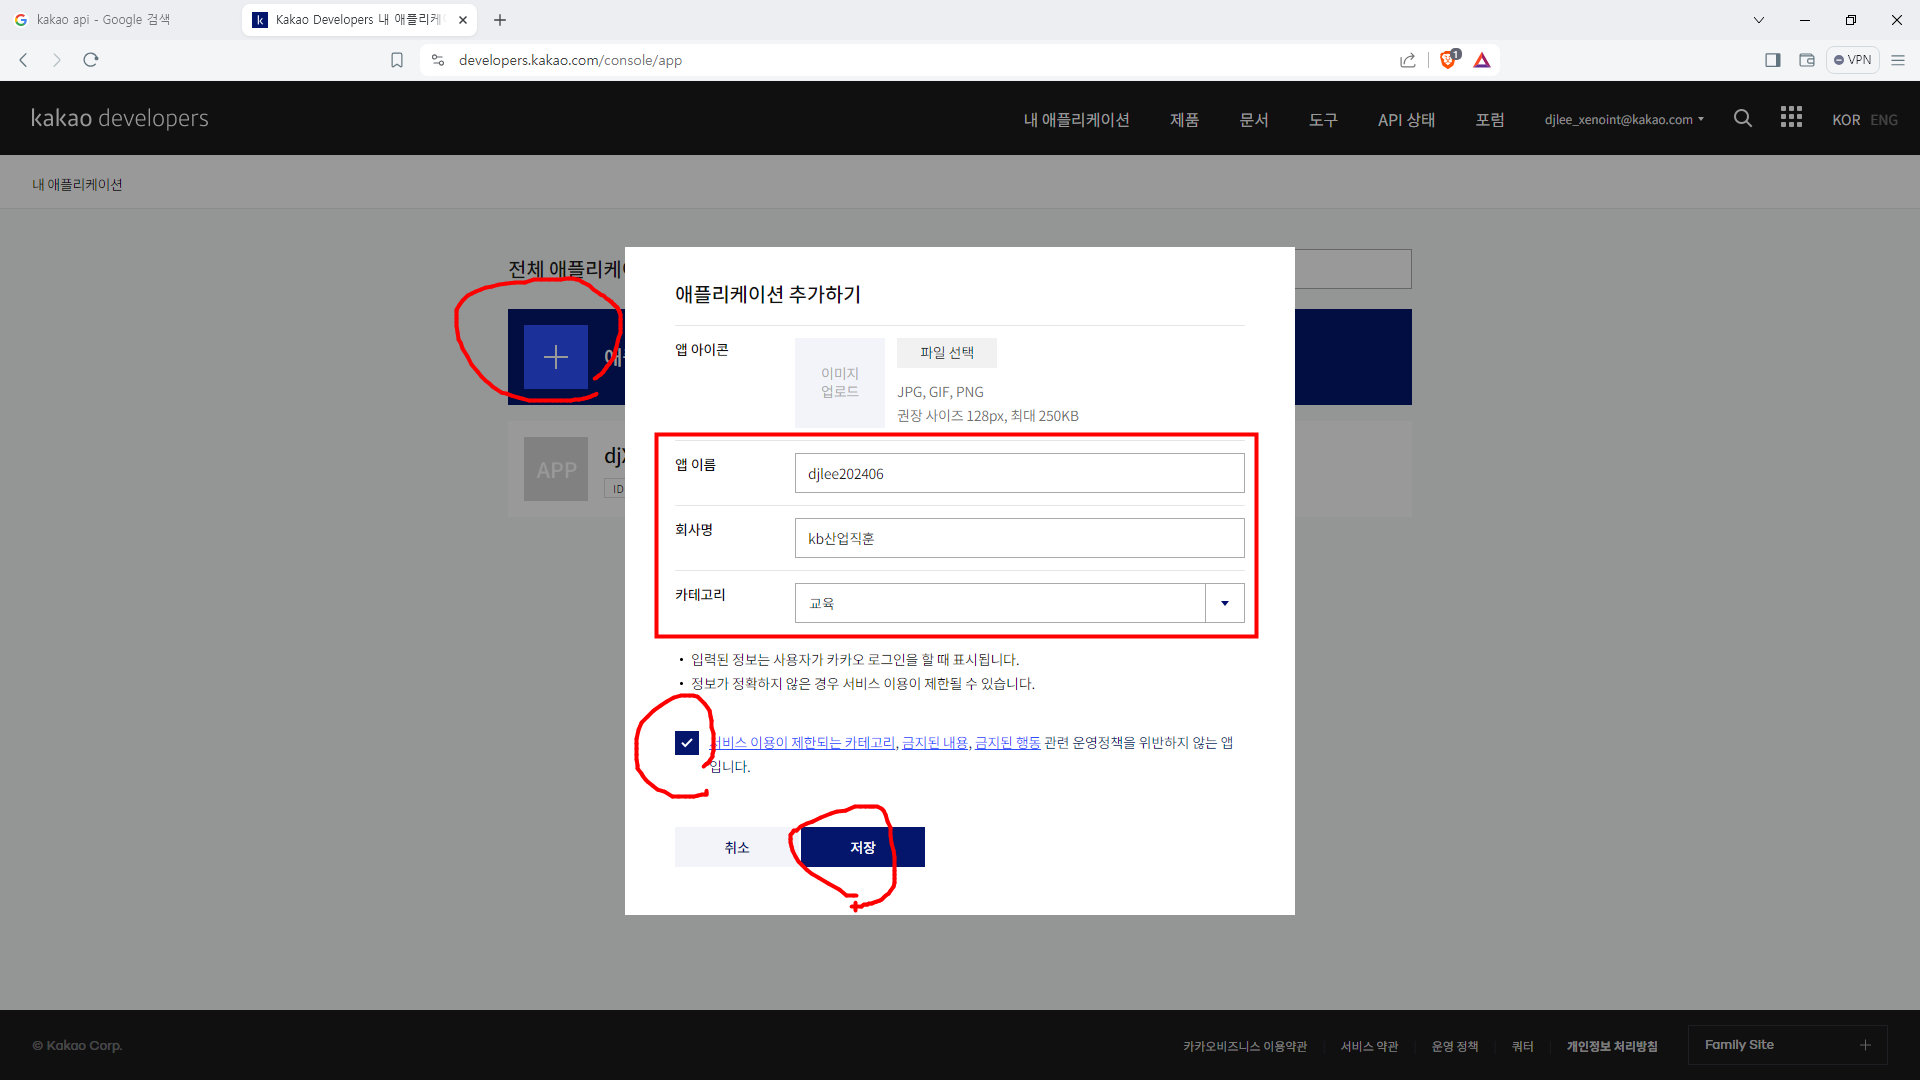 kakao api - Google 검색
Kakao Developers 내 애플리케
developers.kakao.com/console/app
1
VPN
kakao developers
내 애플리케이션
제품
문서
도구
API 상태
포럼
djlee_xenoint@kakao.com
KOR ENG
내 애플리케이션
전체 애플리케
애플리케이션 추가하기
앱 아이콘
이미지
업로드
파일 선택
JPG, GIF, PNG
권장 사이즈 128px, 최대 250KB
APP
ID
앱 이름
djlee202406
회사명
kb산업직훈
카테고리
교육
• 입력된 정보는 사용자가 카카오 로그인을 할 때 표시됩니다.
• 정보가 정확하지 않은 경우 서비스 이용이 제한될 수 있습니다.
서비스 이용이 제한되는 카테고리, 금지된 내용, 금지된 행동 관련 운영정책을 위반하지 않는 앱
입니다.
취소
저장
© Kakao Corp.
카카오비즈니스 이용약관
서비스 약관
운영 정책
쿼터
개인정보 처리방침
Family Site